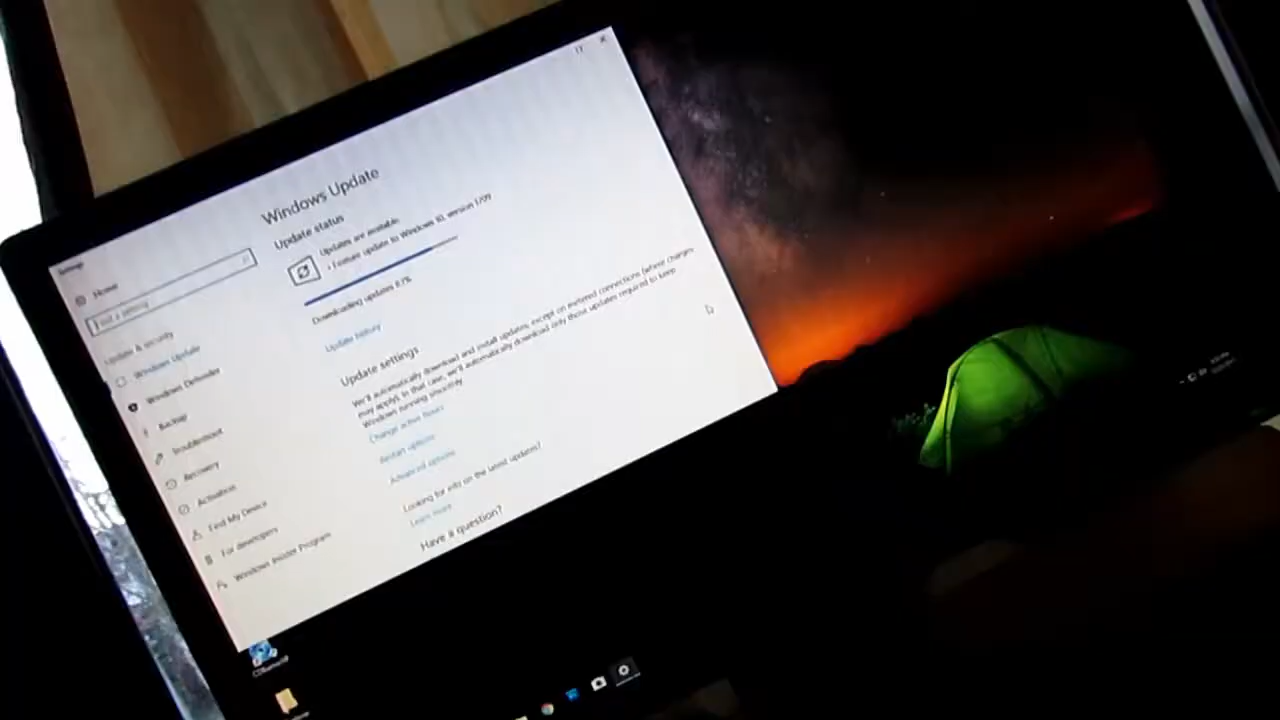 Settings
Home
Find a setting
Update & security
Windows Update
Windows Defender
Backup
Troubleshoot
Recovery
Activation
Find My Device
For developers
Windows Insider Program
Windows Update
Update status
Updates are available.
• Feature update to Windows 10, version 1709
Downloading updates 67%
Update history
Update settings
We'll automatically download and install updates, except on metered connections (where charges
may apply). In that case, we'll automatically download only those updates required to keep
Windows running smoothly.
Change active hours
Restart options
Advanced options
Looking for info on the latest updates?
Learn more
Have a question?